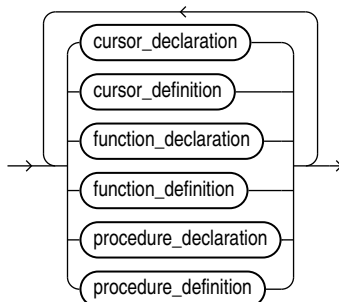 cursor_declaration
cursor_definition
function_declaration
function_definition
procedure_declaration
procedure_definition